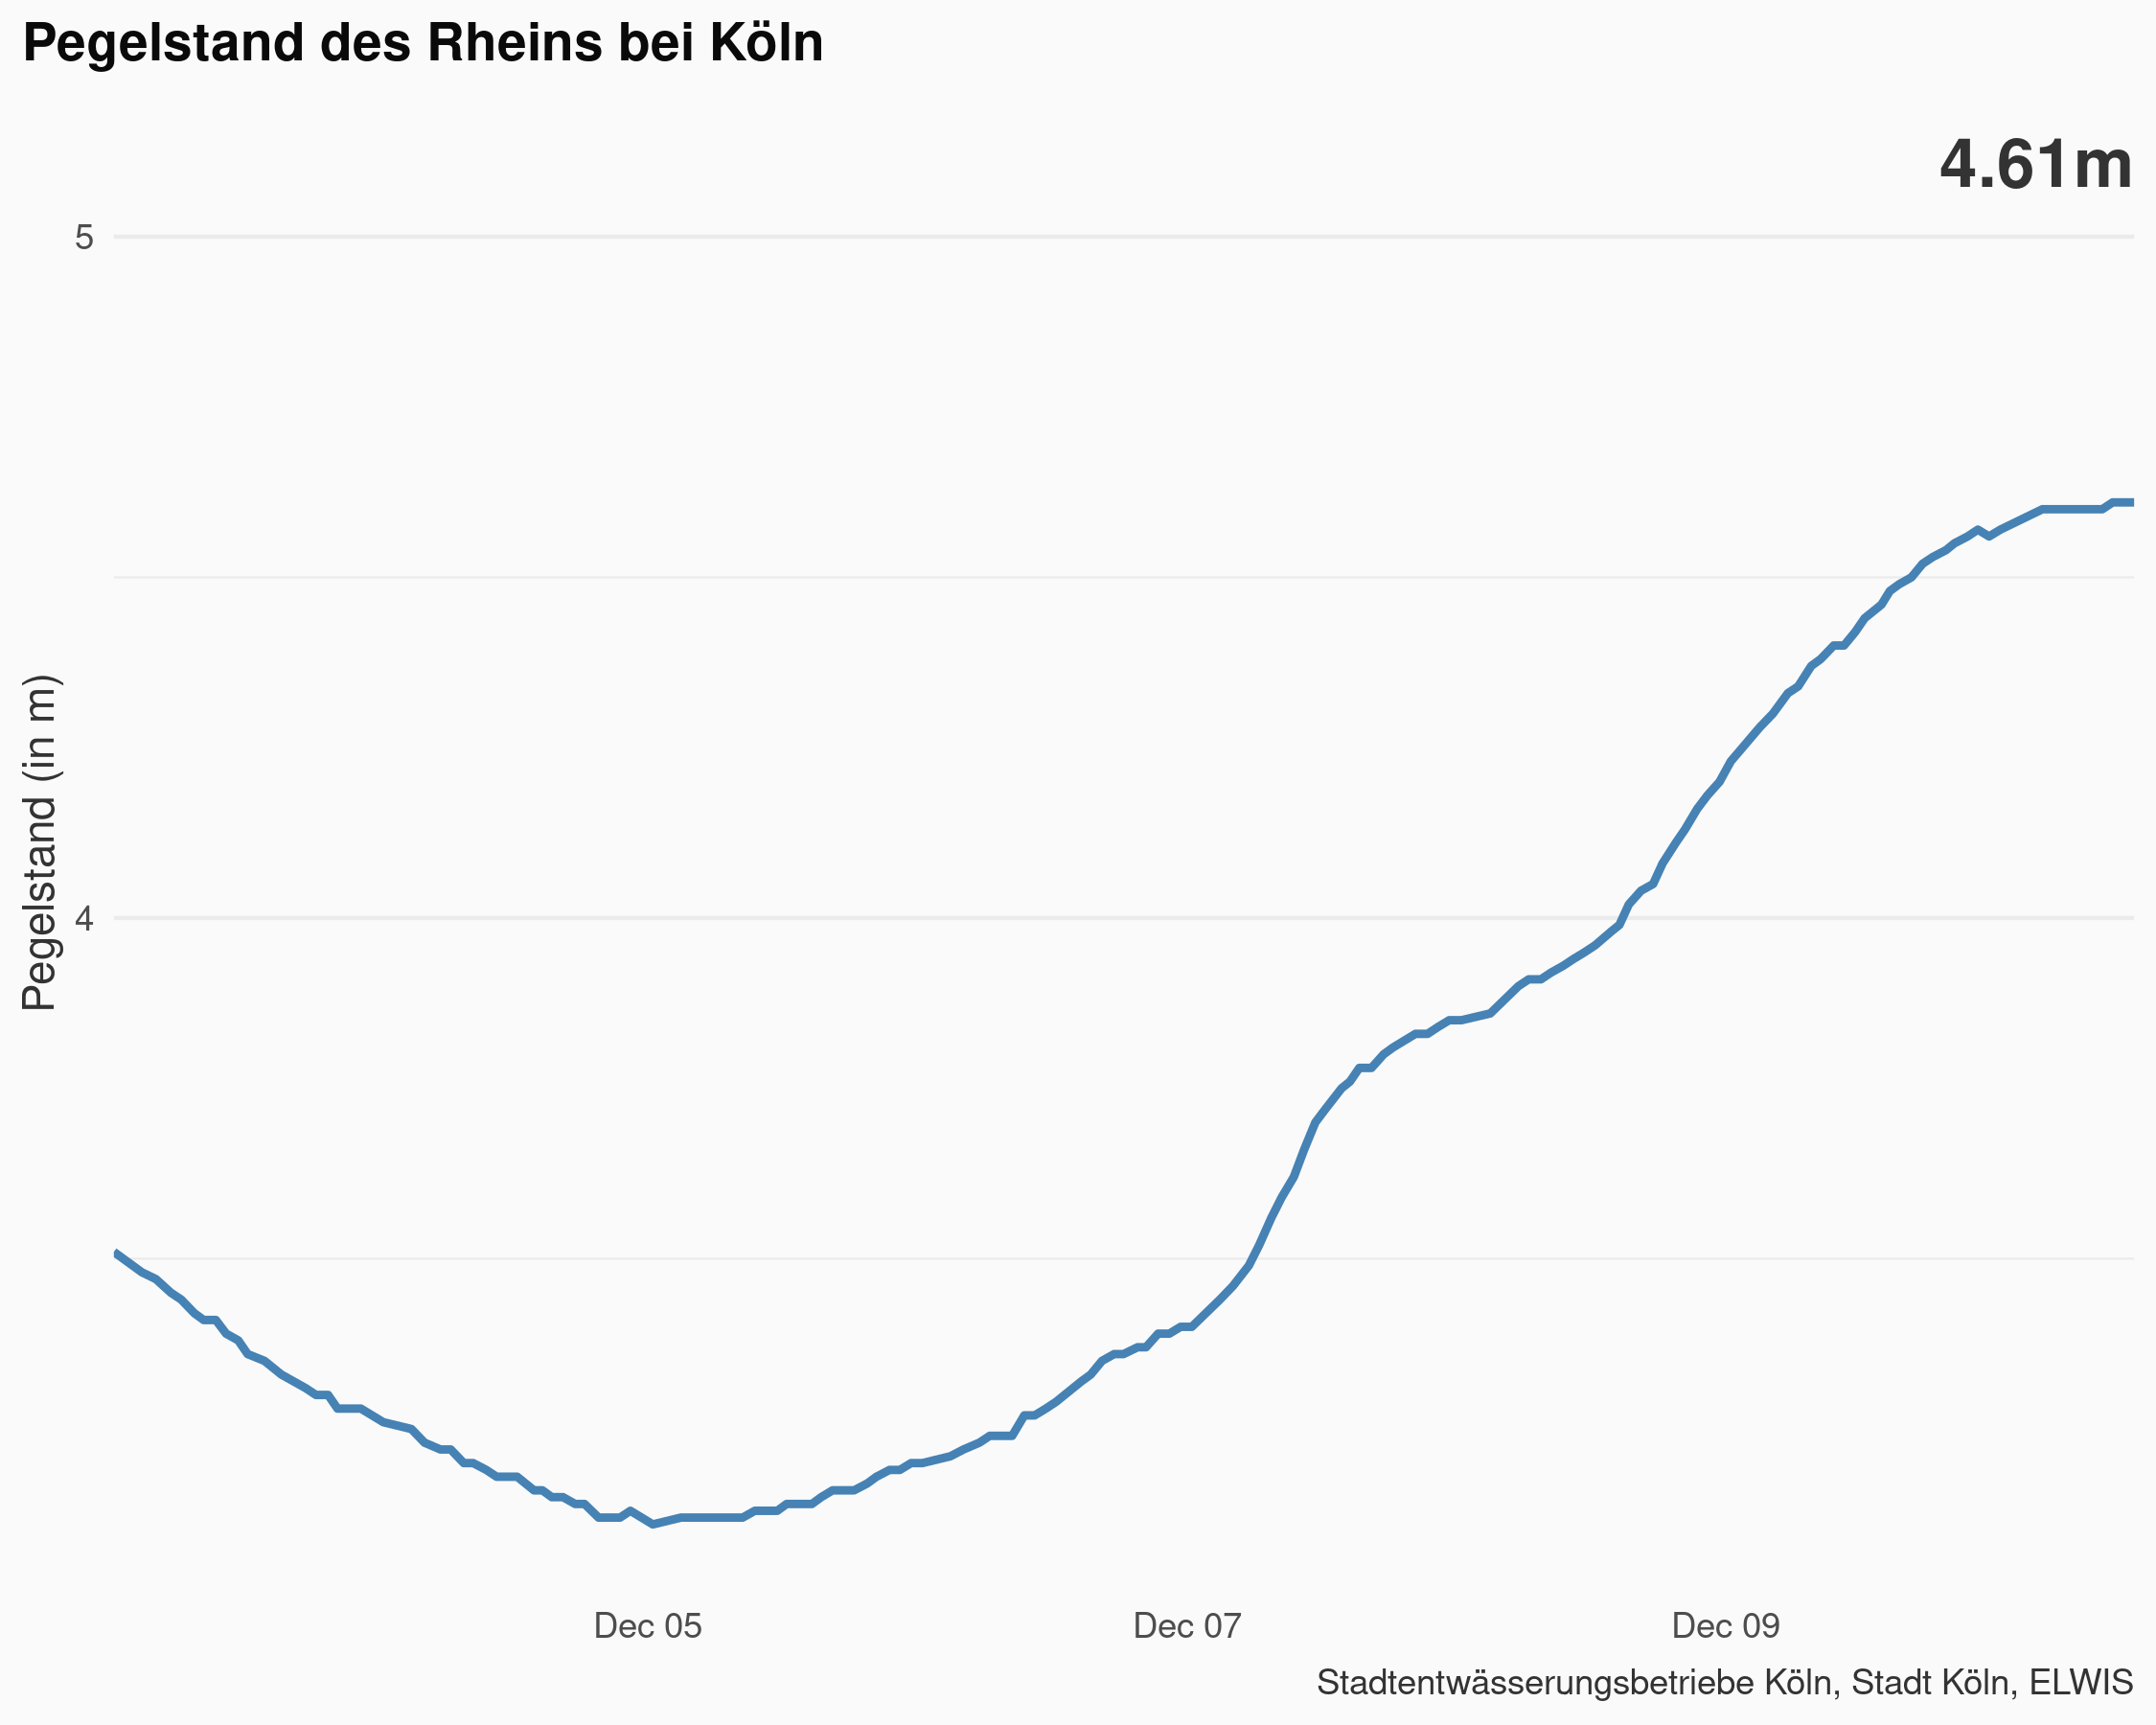 Pegelstand des Rheins bei Köln
4.61m
5
4
Pegelstand (in m)
Dec 05
Dec 07
Dec 09
Stadtentwässerungsbetriebe Köln, Stadt Köln, ELWIS